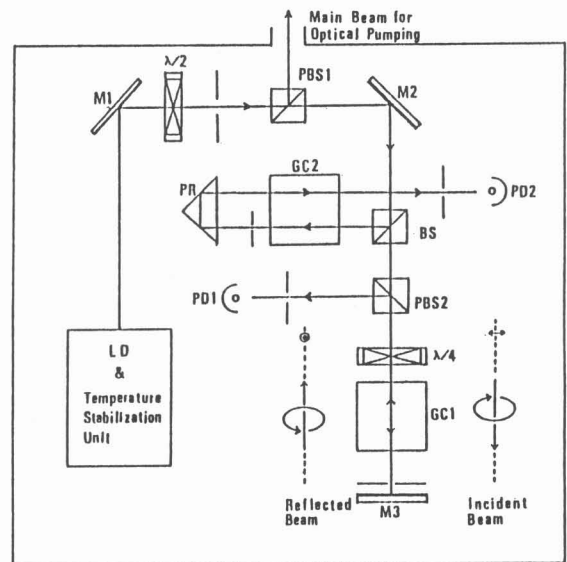 Main Beam for
Optical Pumping
λ/2
PBS1
M1
M2
GC2
PR
PD2
BS
PD1
PBS2
λ/4
LD
&
Temperature
Stabilization
Unit
GC1
Reflected
Beam
M3
Incident
Beam